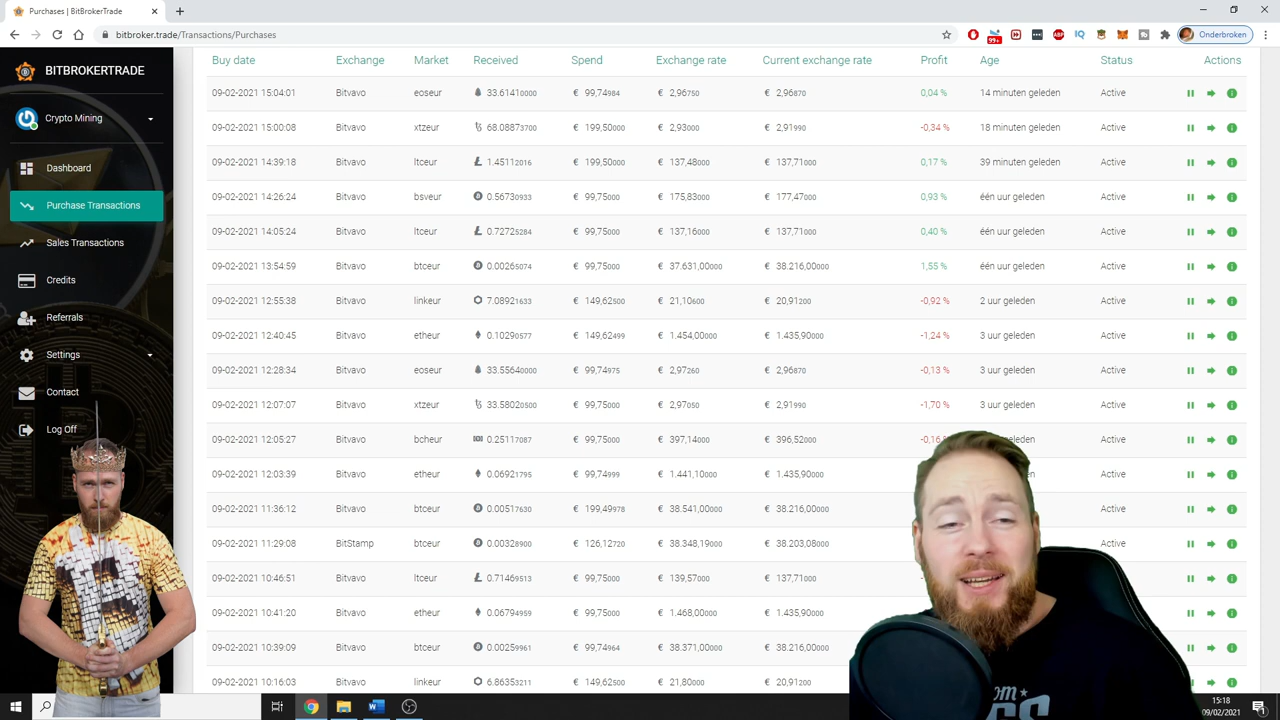 Purchases | BitBrokerTrade
bitbroker.trade/Transactions/Purchases
99+
ABP
IQ
Onderbroken
BITBROKERTRADE
Crypto Mining
Dashboard
Purchase Transactions
Sales Transactions
Credits
Referrals
Settings
Contact
Log Off
Buy date Exchange Market Received Spend Exchange rate Current exchange rate Profit Age Status Actions
09-02-2021 15:04:01 Bitvavo eoseur 33.61410000 € 99,74984 € 2,96750 € 2,96870 0,04 % 14 minuten geleden Active
09-02-2021 15:00:08 Bitvavo xtzeur 68.08873700 € 199,50000 € 2,93000 € 2,91990 -0,34 % 18 minuten geleden Active
09-02-2021 14:39:18 Bitvavo ltceur 1.45112016 € 199,50000 € 137,48000 € 137,71000 0,17 % 39 minuten geleden Active
09-02-2021 14:26:24 Bitvavo bsveur 0.56730933 € 99,75000 € 175,83000 € 177,47000 0,93 % één uur geleden Active
09-02-2021 14:05:24 Bitvavo ltceur 0.72725284 € 99,75000 € 137,16000 € 137,71000 0,40 % één uur geleden Active
09-02-2021 13:54:59 Bitvavo btceur 0.00265074 € 99,75000 € 37.631,00000 € 38.216,00000 1,55 % één uur geleden Active
09-02-2021 12:55:38 Bitvavo linkeur 7.08921633 € 149,62500 € 21,10600 € 20,91200 -0,92 % 2 uur geleden Active
09-02-2021 12:40:45 Bitvavo etheur 0.10290577 € 149,62499 € 1.454,00000 € 1.435,90000 -1,24 % 3 uur geleden Active
09-02-2021 12:28:34 Bitvavo eoseur 33.55640000 € 99,74975 € 2,97260 € 2,96870 -0,13 % 3 uur geleden Active
09-02-2021 12:07:07 Bitvavo xtzeur 33.58020500 € 99,75000 € 2,97050 € 2,91990 -1,70 % 3 uur geleden Active
09-02-2021 12:05:27 Bitvavo bcheur 0.25117087 € 99,75000 € 397,14000 € 396,52000 -0,16 Active
09-02-2021 12:03:39 Bitvavo etheur 0.06921795 € 99,74999 € 1.441,10000 € 1.435,90000 Active
09-02-2021 11:36:12 Bitvavo btceur 0.00517630 € 199,49978 € 38.541,00000 € 38.216,00000 Active
09-02-2021 11:29:08 BitStamp btceur 0.00328900 € 126,12720 € 38.348,19000 € 38.203,08000 Active
09-02-2021 10:46:51 Bitvavo ltceur 0.71469513 € 99,75000 € 139,57000 € 137,71000 Active
09-02-2021 10:41:20 Bitvavo etheur 0.06794959 € 99,75000 € 1.468,00000 € 1.435,90000
09-02-2021 10:39:09 Bitvavo btceur 0.00259961 € 99,74964 € 38.371,00000 € 38.216,00000
09-02-2021 10:16:03 Bitvavo linkeur 6.86353211 € 149,62500 € 21,80000 € 20,91200
15:18
09/02/2021